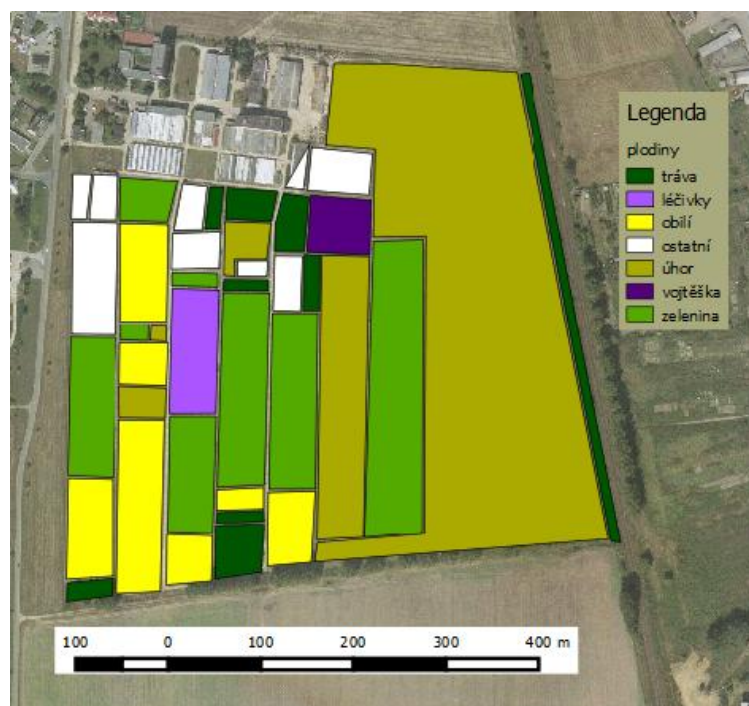 Legenda
plodiny
tráva
léčivky
obilí
ostatní
úhor
vojtěška
zelenina
100 0 100 200 300 400 m